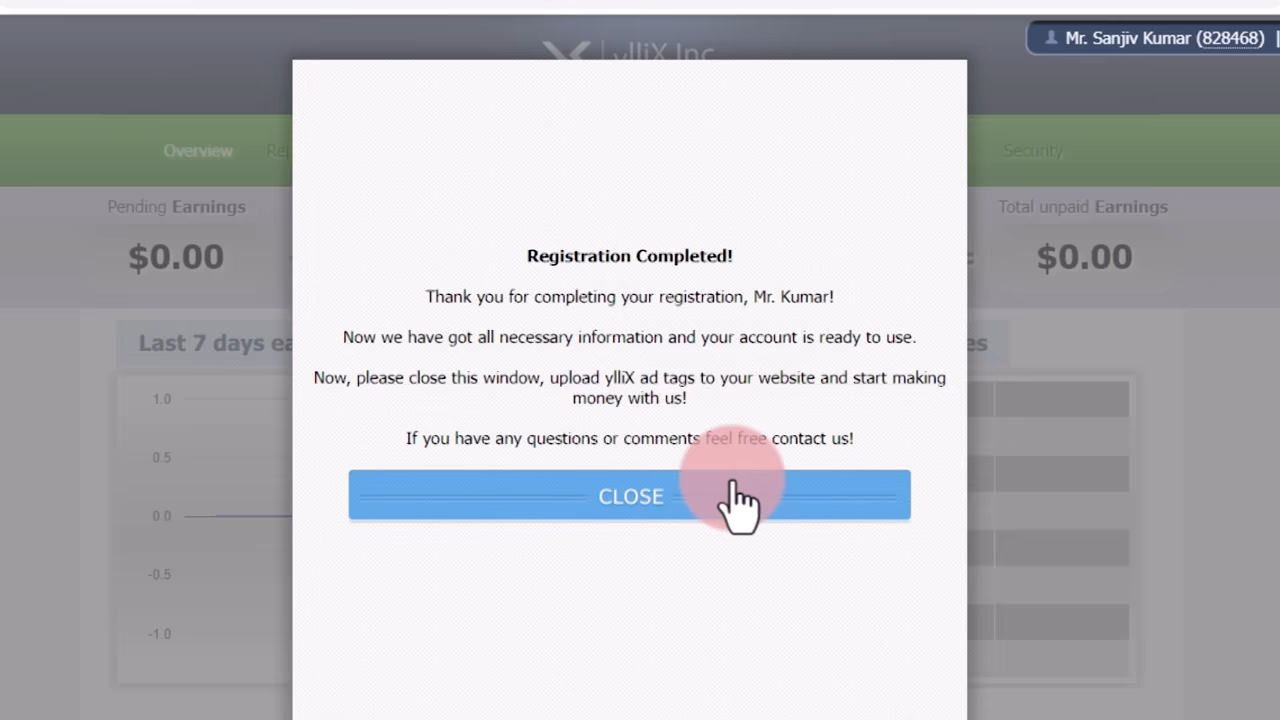 ylliX Inc
Mr. Sanjiv Kumar (828468) |
Overview
Security
Pending Earnings
Total unpaid Earnings
$0.00
$0.00
Last 7 days
1.0
0.5
0.0
-0.5
-1.0
Registration Completed!
Thank you for completing your registration, Mr. Kumar!
Now we have got all necessary information and your account is ready to use.
Now, please close this window, upload ylliX ad tags to your website and start making
money with us!
If you have any questions or comments feel free contact us!
CLOSE